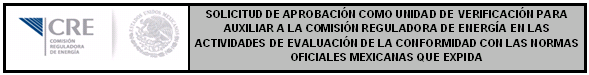 CRE
COMISIÓN
REGULADORA
DE ENERGÍA
SOLICITUD DE APROBACIÓN COMO UNIDAD DE VERIFICACIÓN PARA
AUXILIAR A LA COMISIÓN REGULADORA DE ENERGÍA EN LAS
ACTIVIDADES DE EVALUACIÓN DE LA CONFORMIDAD CON LAS NORMAS
OFICIALES MEXICANAS QUE EXPIDA